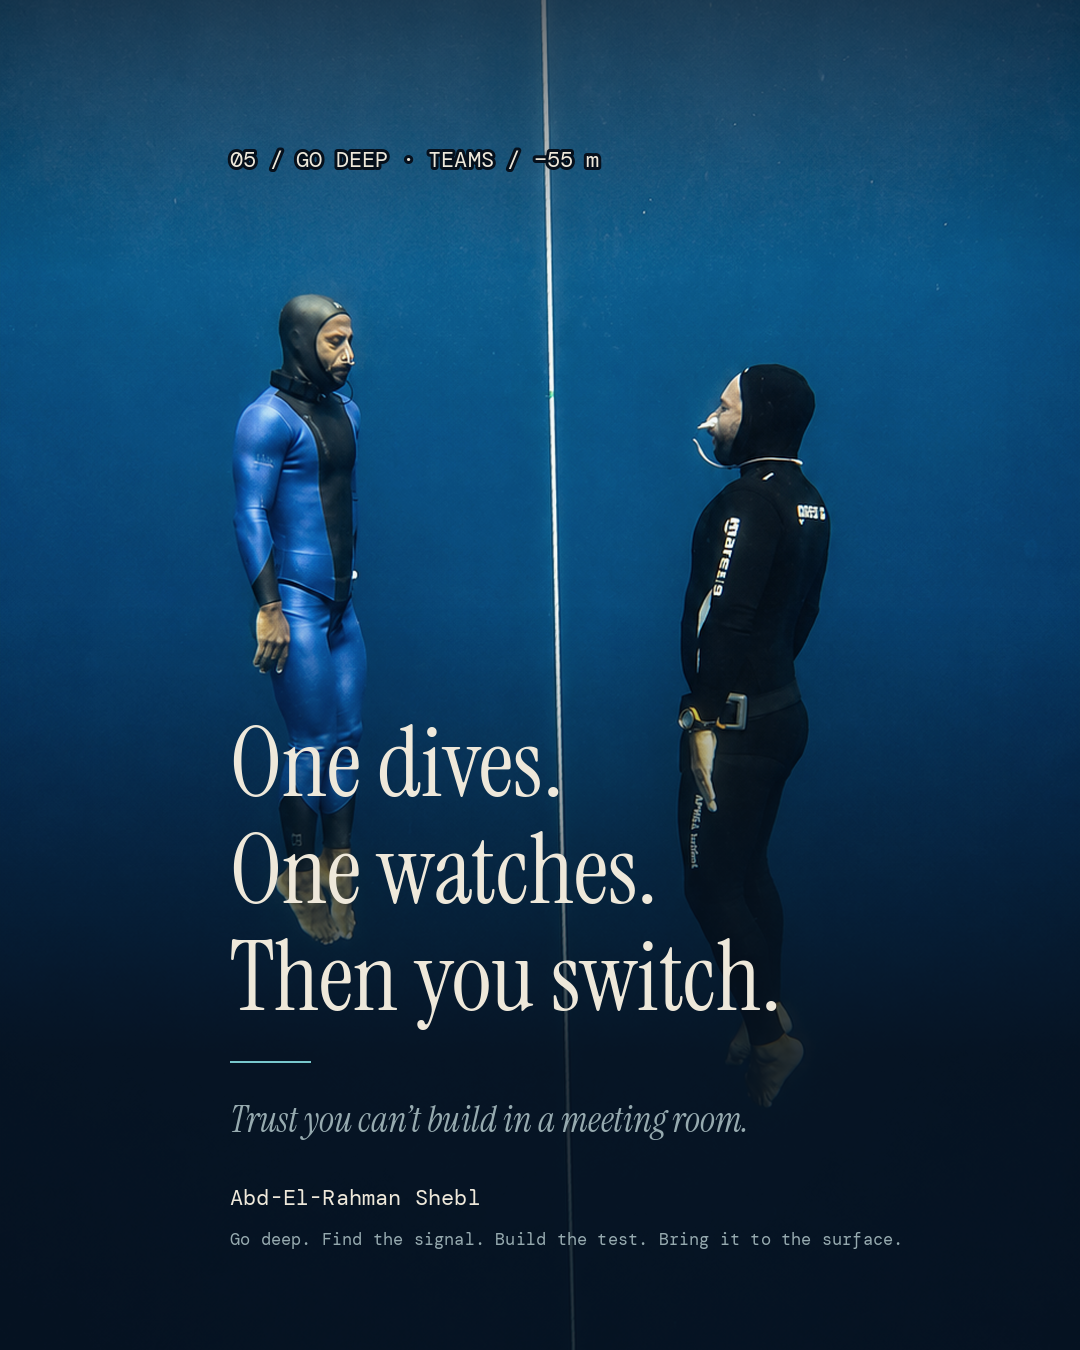 05 / GO DEEP · TEAMS / −55 m
One dives.
One watches.
Then you switch.
Trust you can’t build in a meeting room.
Abd-El-Rahman Shebl
Go deep. Find the signal. Build the test. Bring it to the surface.